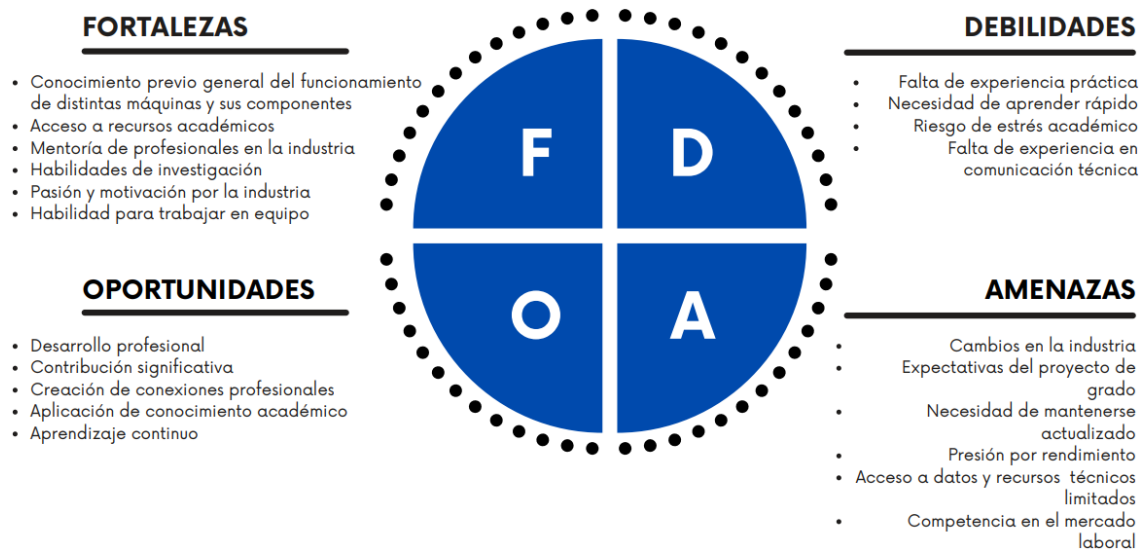 FORTALEZAS
• Conocimiento previo general del funcionamiento
de distintas máquinas y sus componentes
• Acceso a recursos académicos
• Mentoría de profesionales en la industria
• Habilidades de investigación
• Pasión y motivación por la industria
• Habilidad para trabajar en equipo
DEBILIDADES
• Falta de experiencia práctica
• Necesidad de aprender rápido
• Riesgo de estrés académico
• Falta de experiencia en
comunicación técnica
F
D
O
A
OPORTUNIDADES
• Desarrollo profesional
• Contribución significativa
• Creación de conexiones profesionales
• Aplicación de conocimiento académico
• Aprendizaje continuo
AMENAZAS
• Cambios en la industria
• Expectativas del proyecto de
grado
• Necesidad de mantenerse
actualizado
• Presión por rendimiento
• Acceso a datos y recursos técnicos
limitados
• Competencia en el mercado
laboral